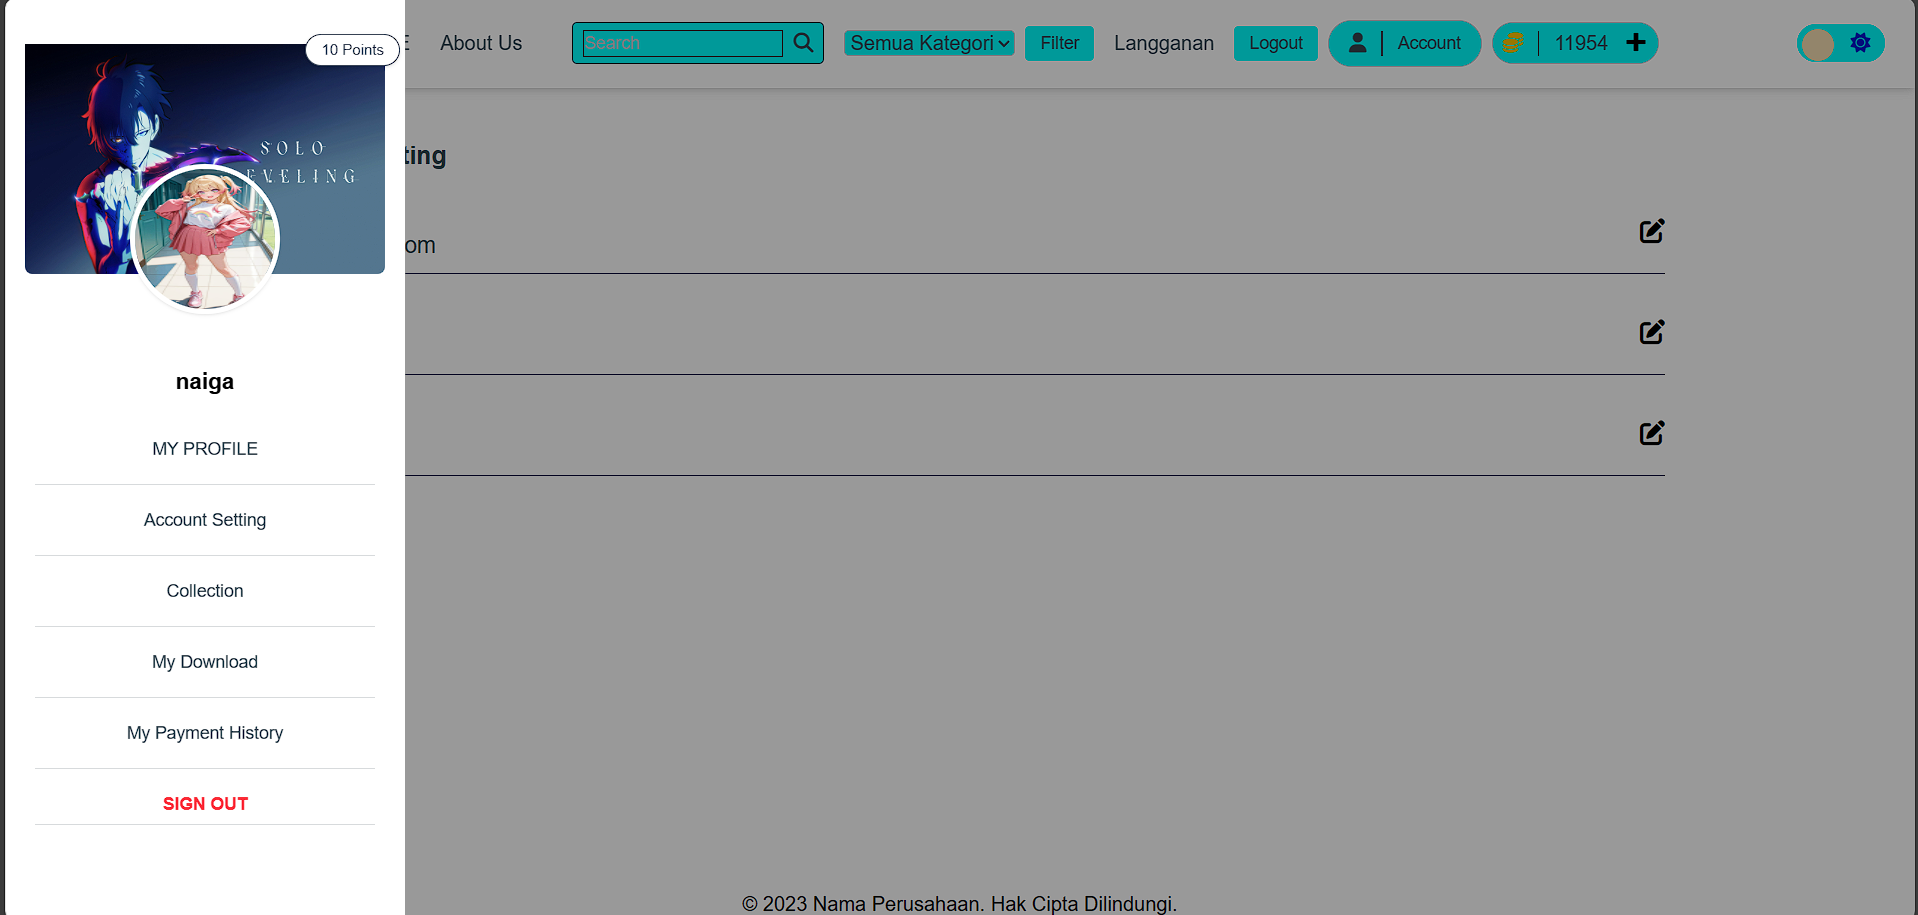 E
About Us
Search
Semua Kategori
Filter
Langganan
Logout
Account
11954
10 Points
SOLO
EVELING
ting
om
naiga
MY PROFILE
Account Setting
Collection
My Download
My Payment History
SIGN OUT
© 2023 Nama Perusahaan. Hak Cipta Dilindungi.